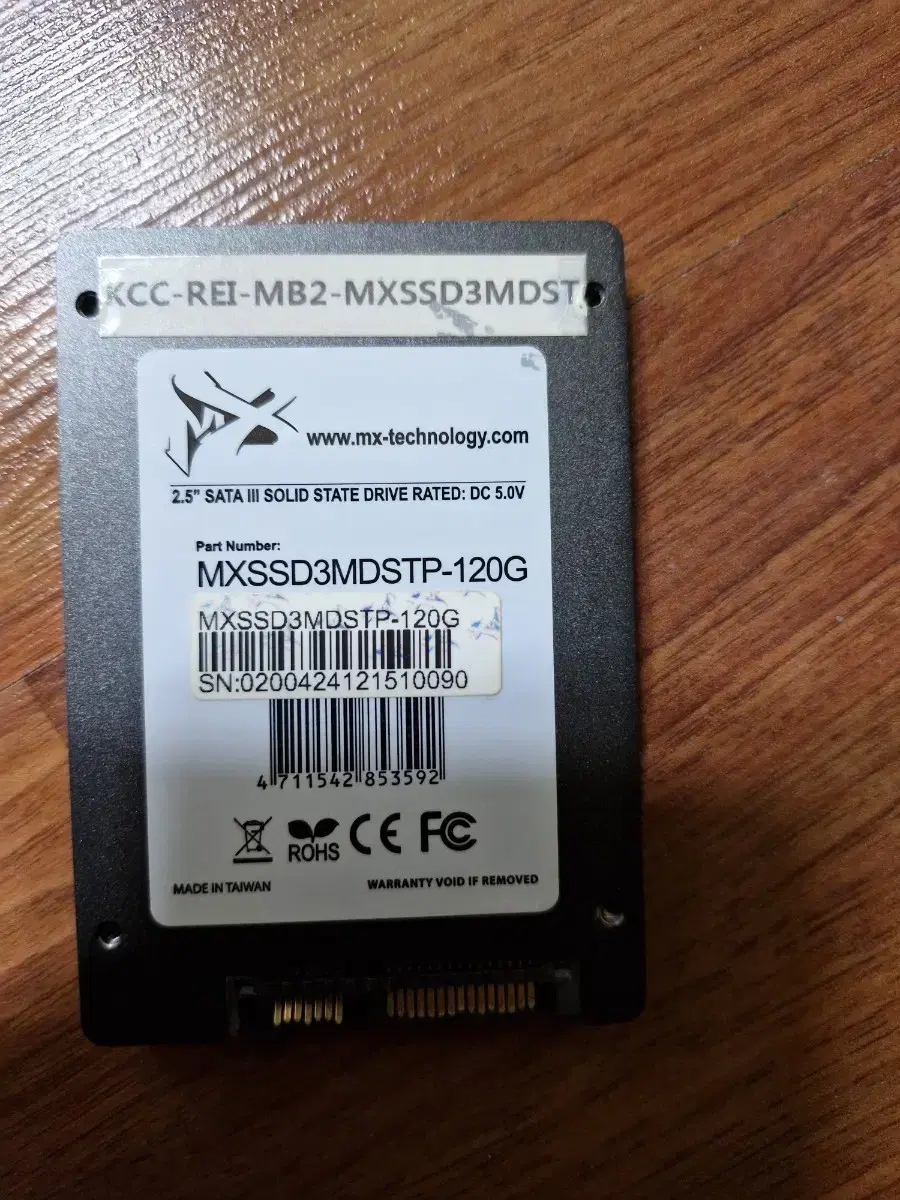 KCC-REI-MB2-MXSSD3MDST
MX
www.mx-technology.com
2.5" SATA III SOLID STATE DRIVE RATED: DC 5.0V
Part Number:
MXSSD3MDSTP-120G
MXSSD3MDSTP-120G
SN:0200424121510090
4 711542 853592
ROHS CE FC
MADE IN TAIWAN
WARRANTY VOID IF REMOVED